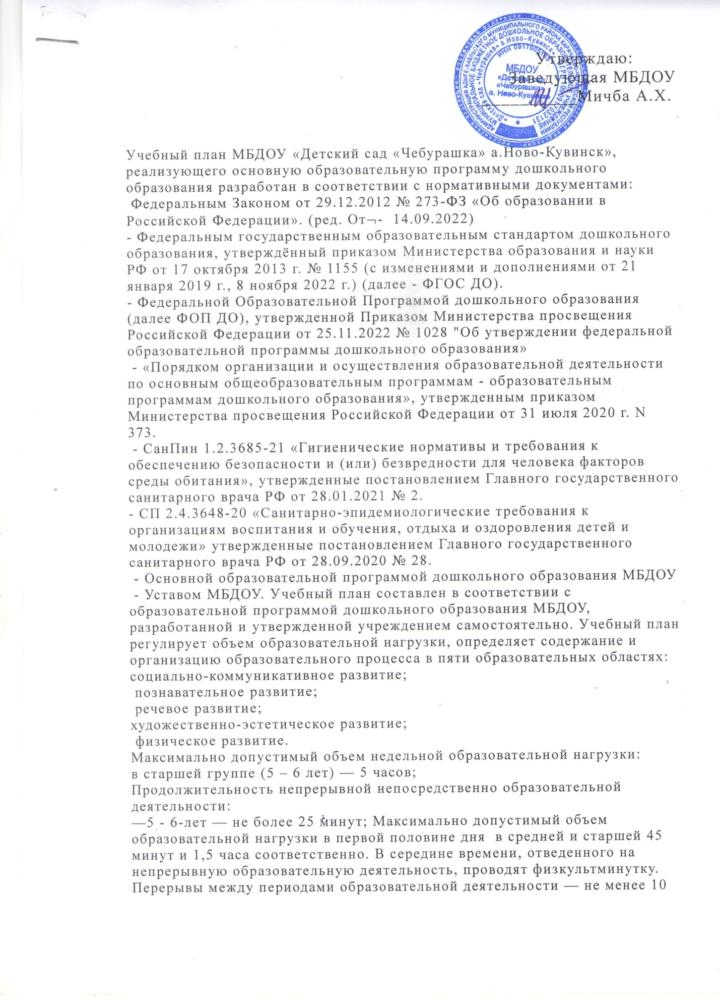 Утверждаю:
Заведующая МБДОУ
____________Мичба А.Х.
МБДОУ
«Детский сад
«Чебурашка»
а. Ново-Кувинск»
Учебный план МБДОУ «Детский сад «Чебурашка» а.Ново-Кувинск»,
реализующего основную образовательную программу дошкольного
образования разработан в соответствии с нормативными документами:
Федеральным Законом от 29.12.2012 № 273-ФЗ «Об образовании в
Российской Федерации». (ред. От¬- 14.09.2022)
- Федеральным государственным образовательным стандартом дошкольного
образования, утверждённый приказом Министерства образования и науки
РФ от 17 октября 2013 г. № 1155 (с изменениями и дополнениями от 21
января 2019 г., 8 ноября 2022 г.) (далее - ФГОС ДО).
- Федеральной Образовательной Программой дошкольного образования
(далее ФОП ДО), утвержденной Приказом Министерства просвещения
Российской Федерации от 25.11.2022 № 1028 "Об утверждении федеральной
образовательной программы дошкольного образования»
- «Порядком организации и осуществления образовательной деятельности
по основным общеобразовательным программам - образовательным
программам дошкольного образования», утвержденным приказом
Министерства просвещения Российской Федерации от 31 июля 2020 г. N
373.
- СанПин 1.2.3685-21 «Гигиенические нормативы и требования к
обеспечению безопасности и (или) безвредности для человека факторов
среды обитания», утвержденные постановлением Главного государственного
санитарного врача РФ от 28.01.2021 № 2.
- СП 2.4.3648-20 «Санитарно-эпидемиологические требования к
организациям воспитания и обучения, отдыха и оздоровления детей и
молодежи» утвержденные постановлением Главного государственного
санитарного врача РФ от 28.09.2020 № 28.
- Основной образовательной программой дошкольного образования МБДОУ
- Уставом МБДОУ. Учебный план составлен в соответствии с
образовательной программой дошкольного образования МБДОУ,
разработанной и утвержденной учреждением самостоятельно. Учебный план
регулирует объем образовательной нагрузки, определяет содержание и
организацию образовательного процесса в пяти образовательных областях:
социально-коммуникативное развитие;
познавательное развитие;
речевое развитие;
художественно-эстетическое развитие;
физическое развитие.
Максимально допустимый объем недельной образовательной нагрузки:
в старшей группе (5 – 6 лет) — 5 часов;
Продолжительность непрерывной непосредственно образовательной
деятельности:
—5 - 6-лет — не более 25 минут; Максимально допустимый объем
образовательной нагрузки в первой половине дня в средней и старшей 45
минут и 1,5 часа соответственно. В середине времени, отведенного на
непрерывную образовательную деятельность, проводят физкультминутку.
Перерывы между периодами образовательной деятельности — не менее 10